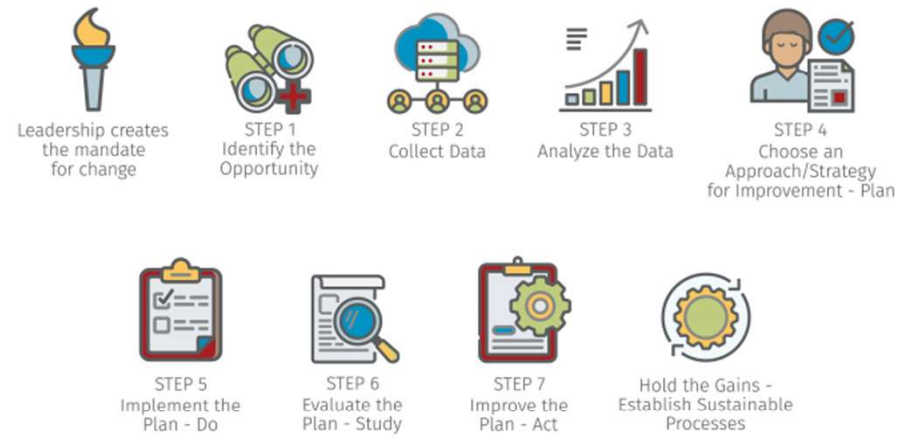 Leadership creates
the mandate
for change
STEP 1
Identify the
Opportunity
STEP 2
Collect Data
STEP 3
Analyze the Data
STEP 4
Choose an
Approach/Strategy
for Improvement - Plan
STEP 5
Implement the
Plan - Do
STEP 6
Evaluate the
Plan - Study
STEP 7
Improve the
Plan - Act
Hold the Gains -
Establish Sustainable
Processes